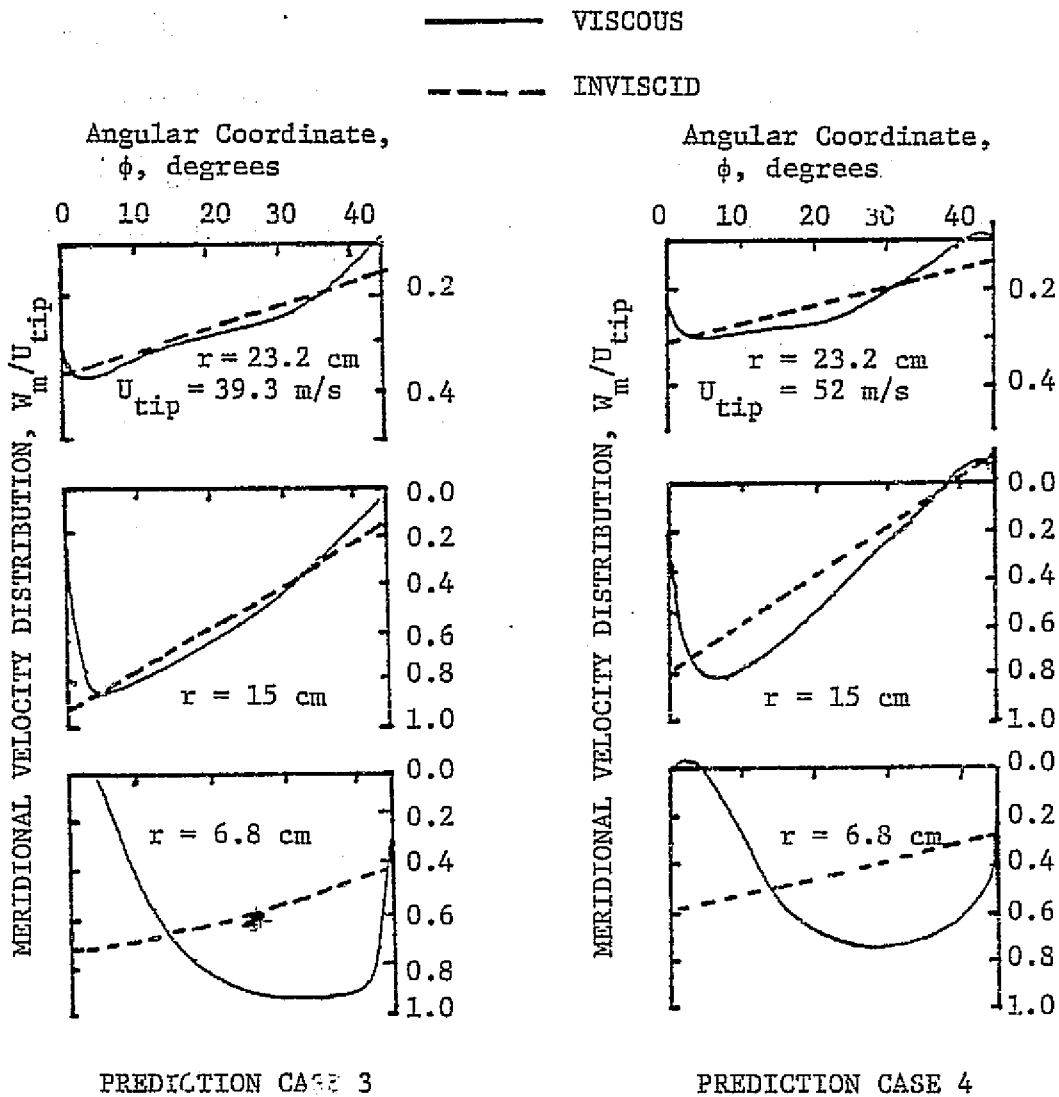 VISCOUS
INVISCID
Angular Coordinate,
φ, degrees
0 10 20 30 40
0.2
0.4
r = 23.2 cm
U_tip = 39.3 m/s
0.0
0.2
0.4
0.6
0.8
1.0
r = 15 cm
0.0
0.2
0.4
0.6
0.8
1.0
r = 6.8 cm
MERIDIONAL VELOCITY DISTRIBUTION, W_m/U_tip
PREDICTION CASE 3
Angular Coordinate,
φ, degrees
0 10 20 30 40
0.2
0.4
r = 23.2 cm
U_tip = 52 m/s
0.0
0.2
0.4
0.6
0.8
1.0
r = 15 cm
0.0
0.2
0.4
0.6
0.8
1.0
r = 6.8 cm
MERIDIONAL VELOCITY DISTRIBUTION, W_m/U_tip
PREDICTION CASE 4